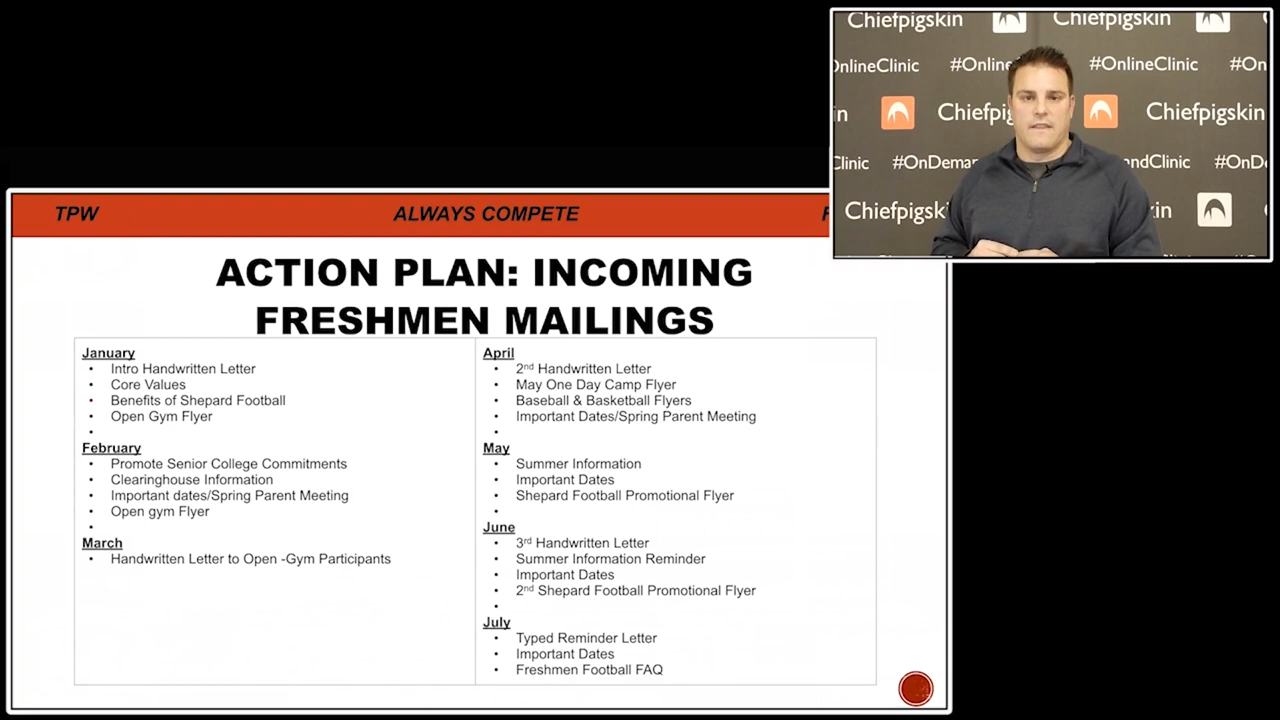 Chiefpigskin Chiefpigskin
OnlineClinic #Online #OnlineClinic #On
in Chiefpig Chiefpigskin
Clinic #OnDeman andClinic #OnDe
Chiefpigsk in
TPW ALWAYS COMPETE
ACTION PLAN: INCOMING
FRESHMEN MAILINGS
January
• Intro Handwritten Letter
• Core Values
• Benefits of Shepard Football
• Open Gym Flyer
•
February
• Promote Senior College Commitments
• Clearinghouse Information
• Important dates/Spring Parent Meeting
• Open gym Flyer
•
March
• Handwritten Letter to Open -Gym Participants
April
• 2nd Handwritten Letter
• May One Day Camp Flyer
• Baseball & Basketball Flyers
• Important Dates/Spring Parent Meeting
•
May
• Summer Information
• Important Dates
• Shepard Football Promotional Flyer
•
June
• 3rd Handwritten Letter
• Summer Information Reminder
• Important Dates
• 2nd Shepard Football Promotional Flyer
•
July
• Typed Reminder Letter
• Important Dates
• Freshmen Football FAQ